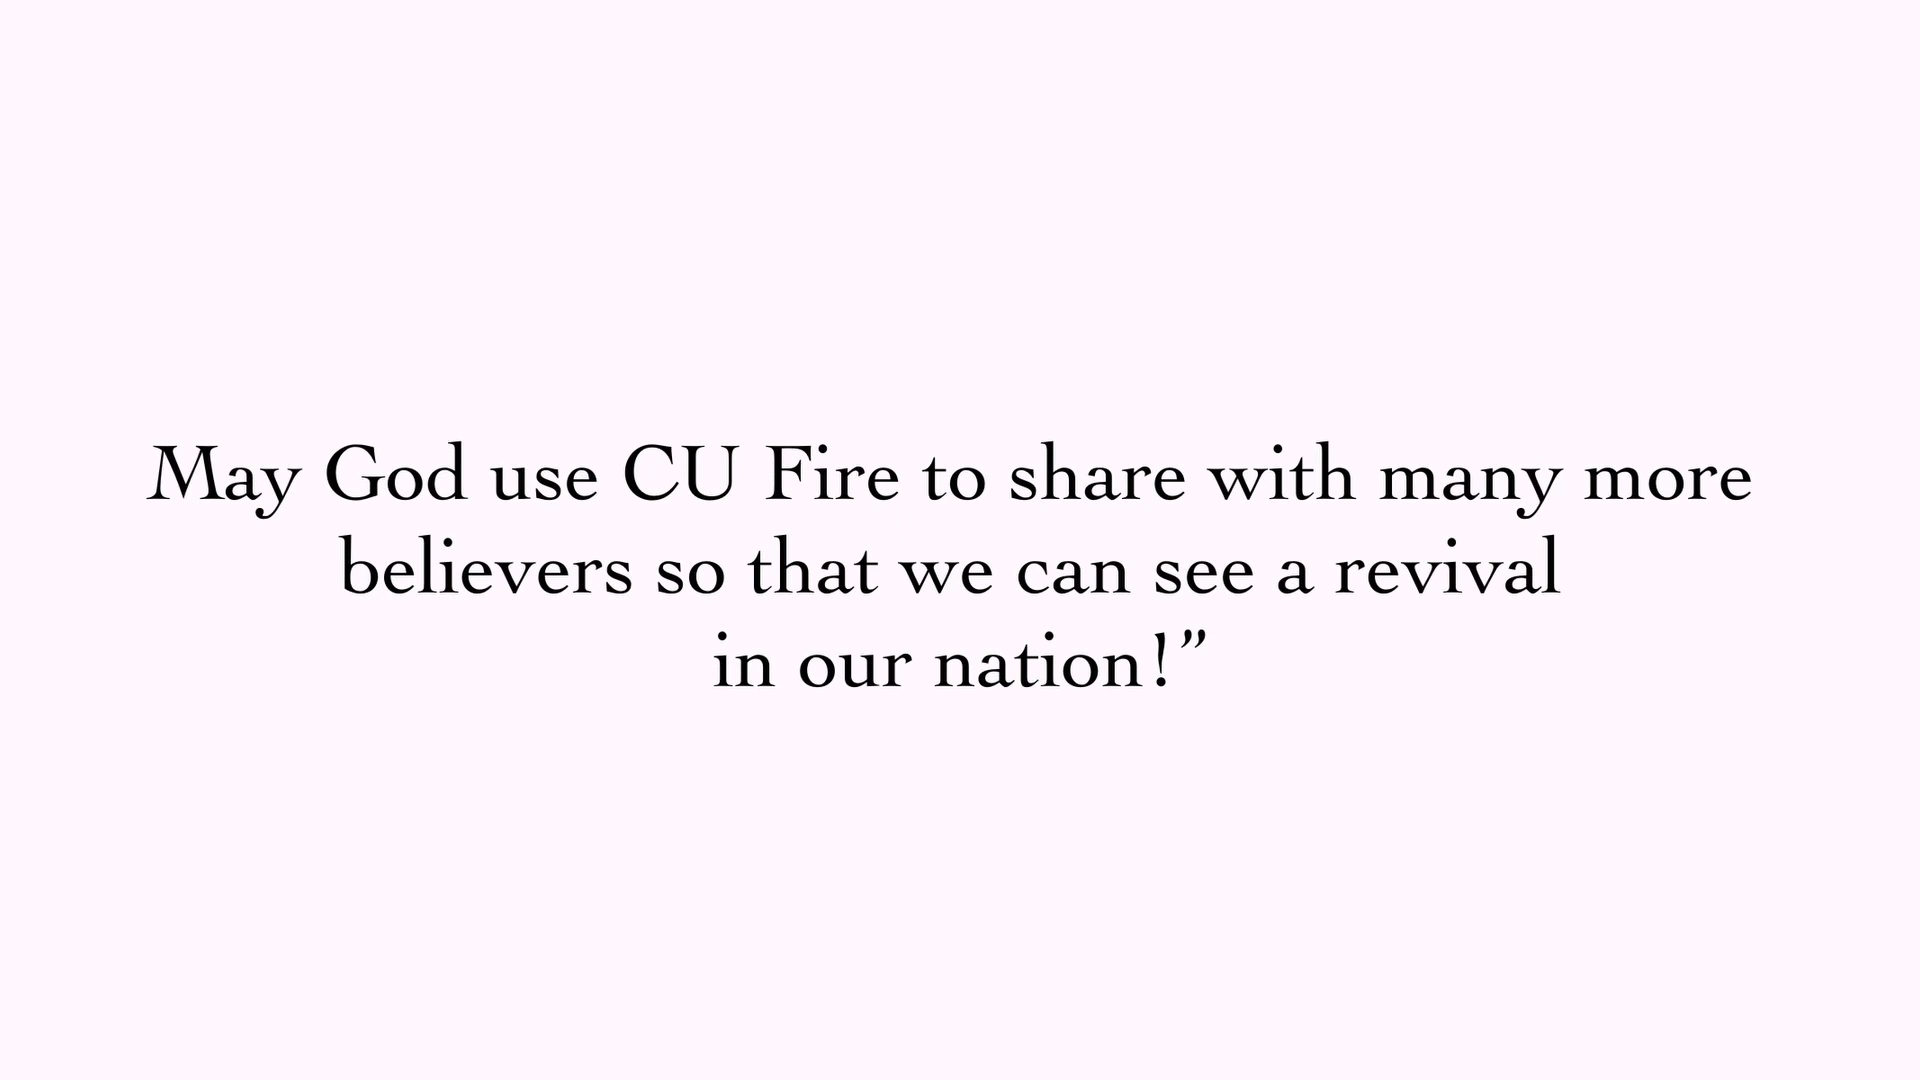 May God use CU Fire to share with many more
believers so that we can see a revival
in our nation!”